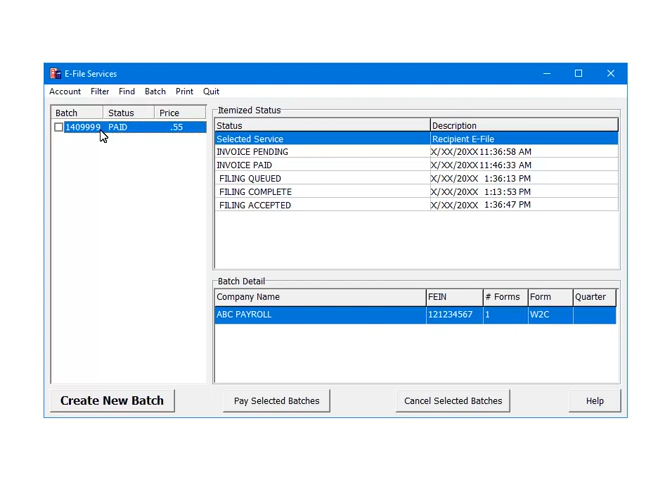 E-File Services
Account Filter Find Batch Print Quit
Batch Status Price
1409999 PAID .55
Itemized Status
Status Description
Selected Service Recipient E-File
INVOICE PENDING X/XX/20XX 11:36:58 AM
INVOICE PAID X/XX/20XX 11:46:33 AM
FILING QUEUED X/XX/20XX 1:36:13 PM
FILING COMPLETE X/XX/20XX 1:13:53 PM
FILING ACCEPTED X/XX/20XX 1:36:47 PM
Batch Detail
Company Name FEIN # Forms Form Quarter
ABC PAYROLL 121234567 1 W2C
Create New Batch Pay Selected Batches Cancel Selected Batches Help